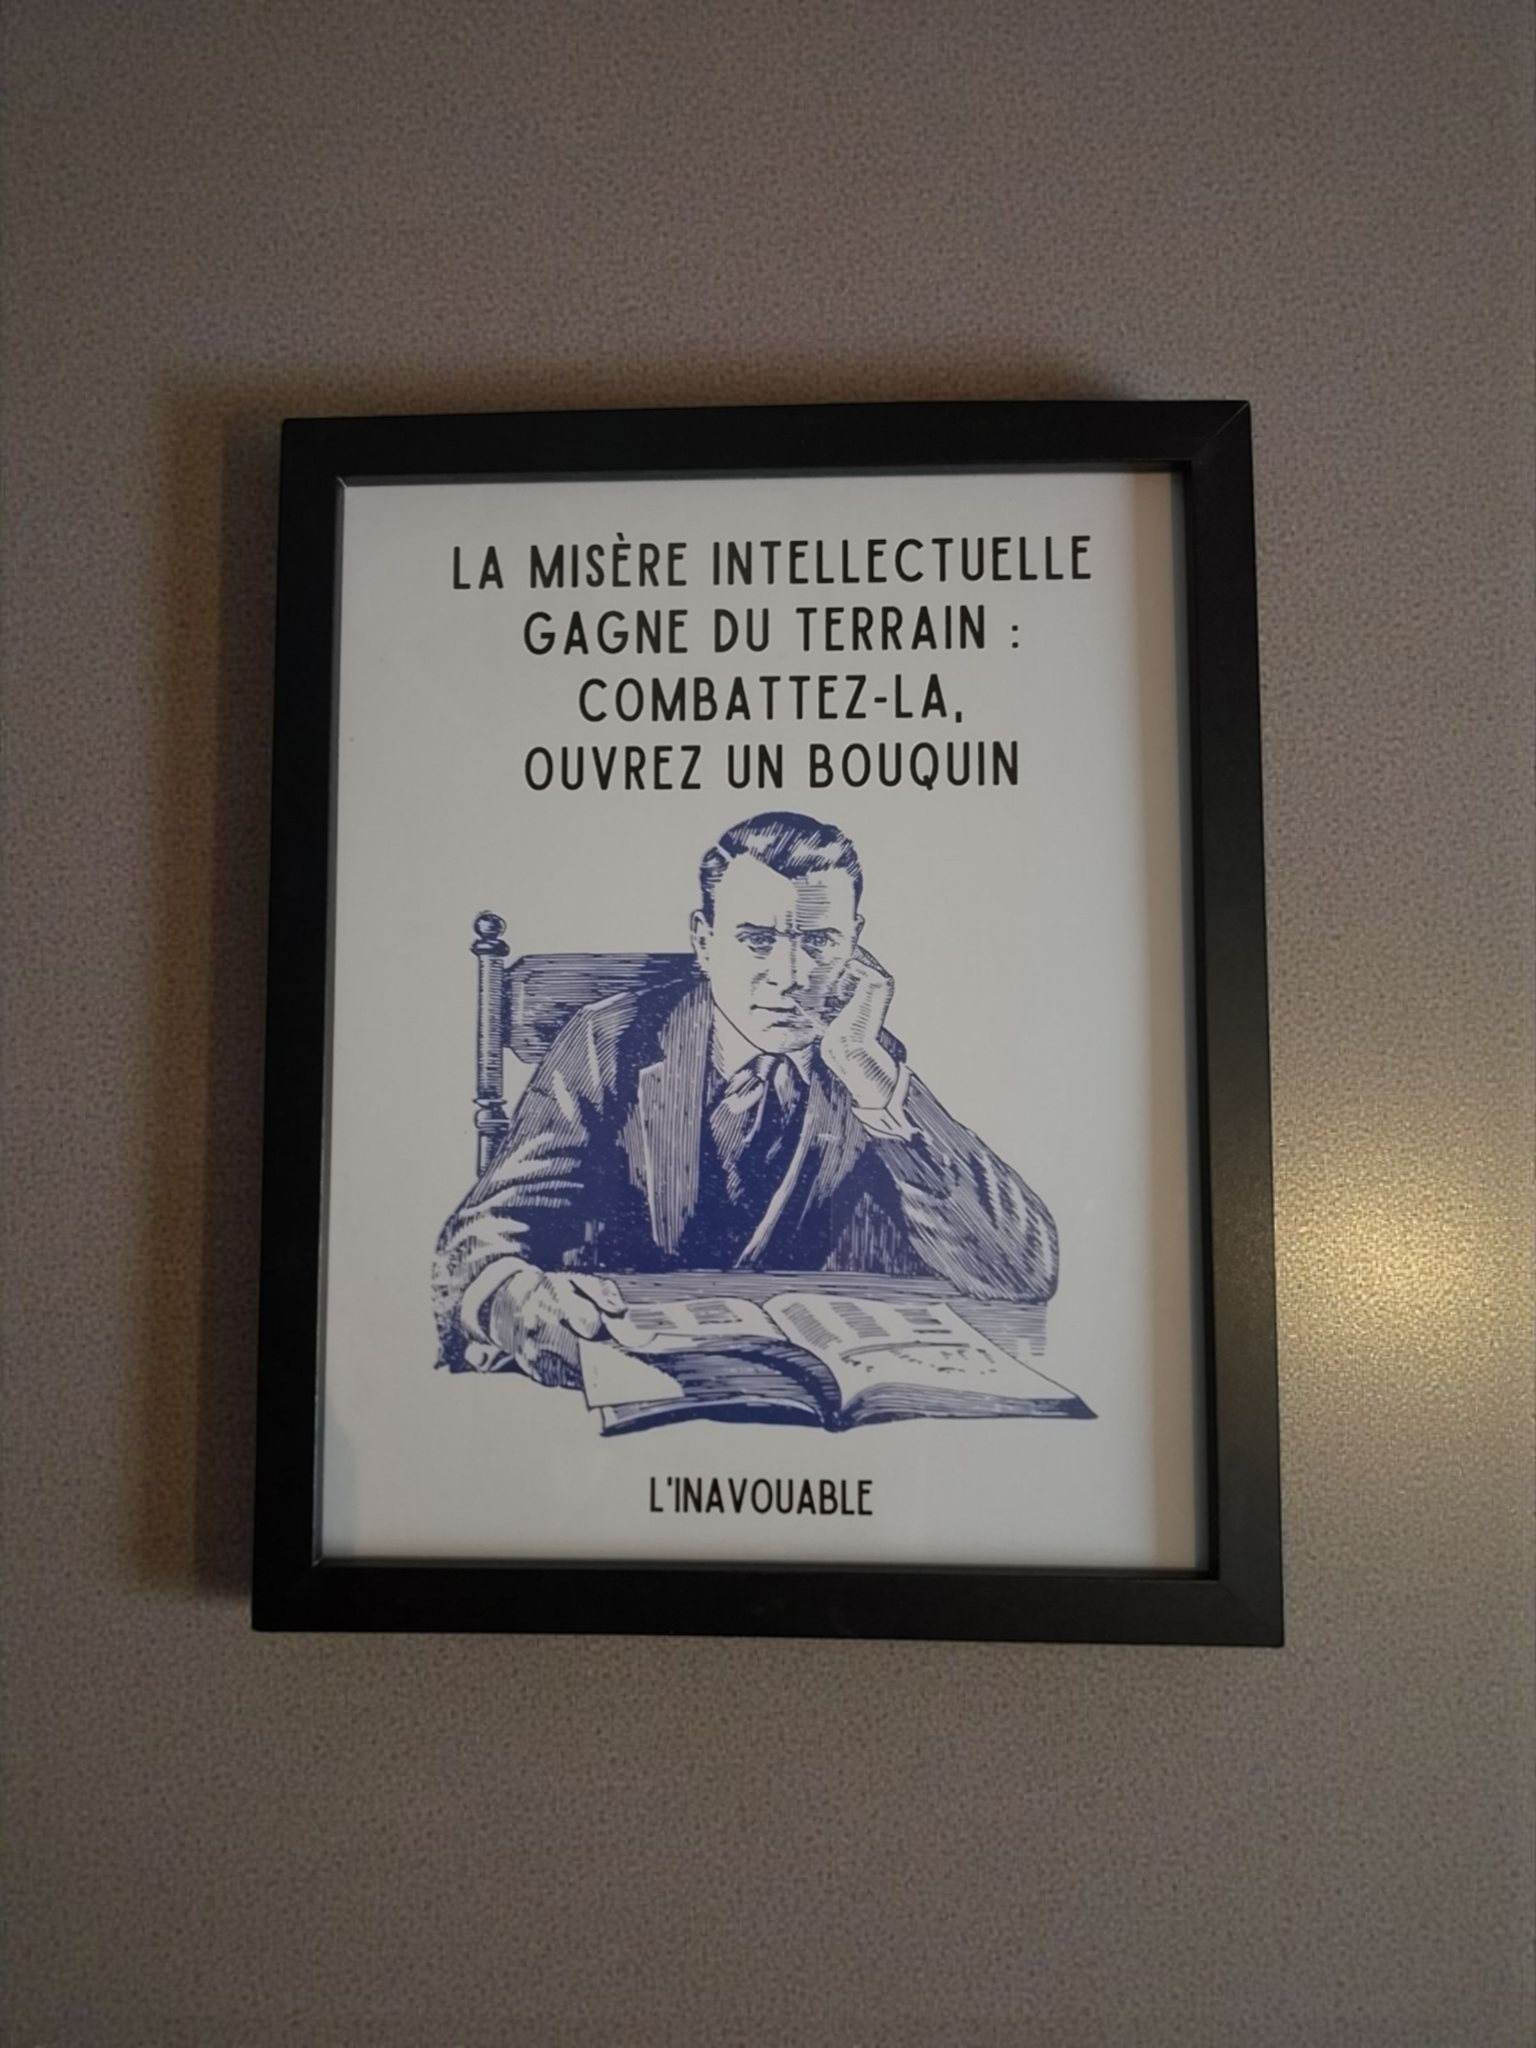 LA MISÈRE INTELLECTUELLE
GAGNE DU TERRAIN :
COMBATTEZ-LA,
OUVREZ UN BOUQUIN
L'INAVOUABLE